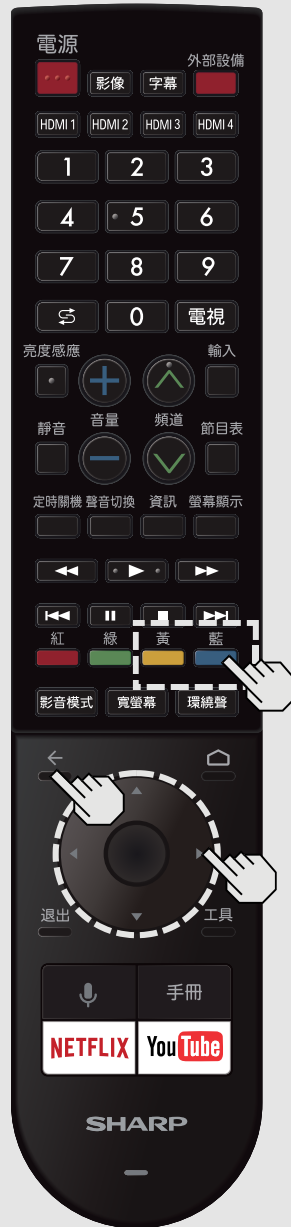 電源
外部設備
影像 字幕
HDMI 1 HDMI 2 HDMI 3 HDMI 4
1 2 3
4 5 6
7 8 9
0 電視
亮度感應 輸入
音量 頻道
靜音 節目表
定時關機 聲音切換 資訊 螢幕顯示
紅 綠 黃 藍
影音模式 寬螢幕 環繞聲
退出 工具
手冊
NETFLIX YouTube
SHARP